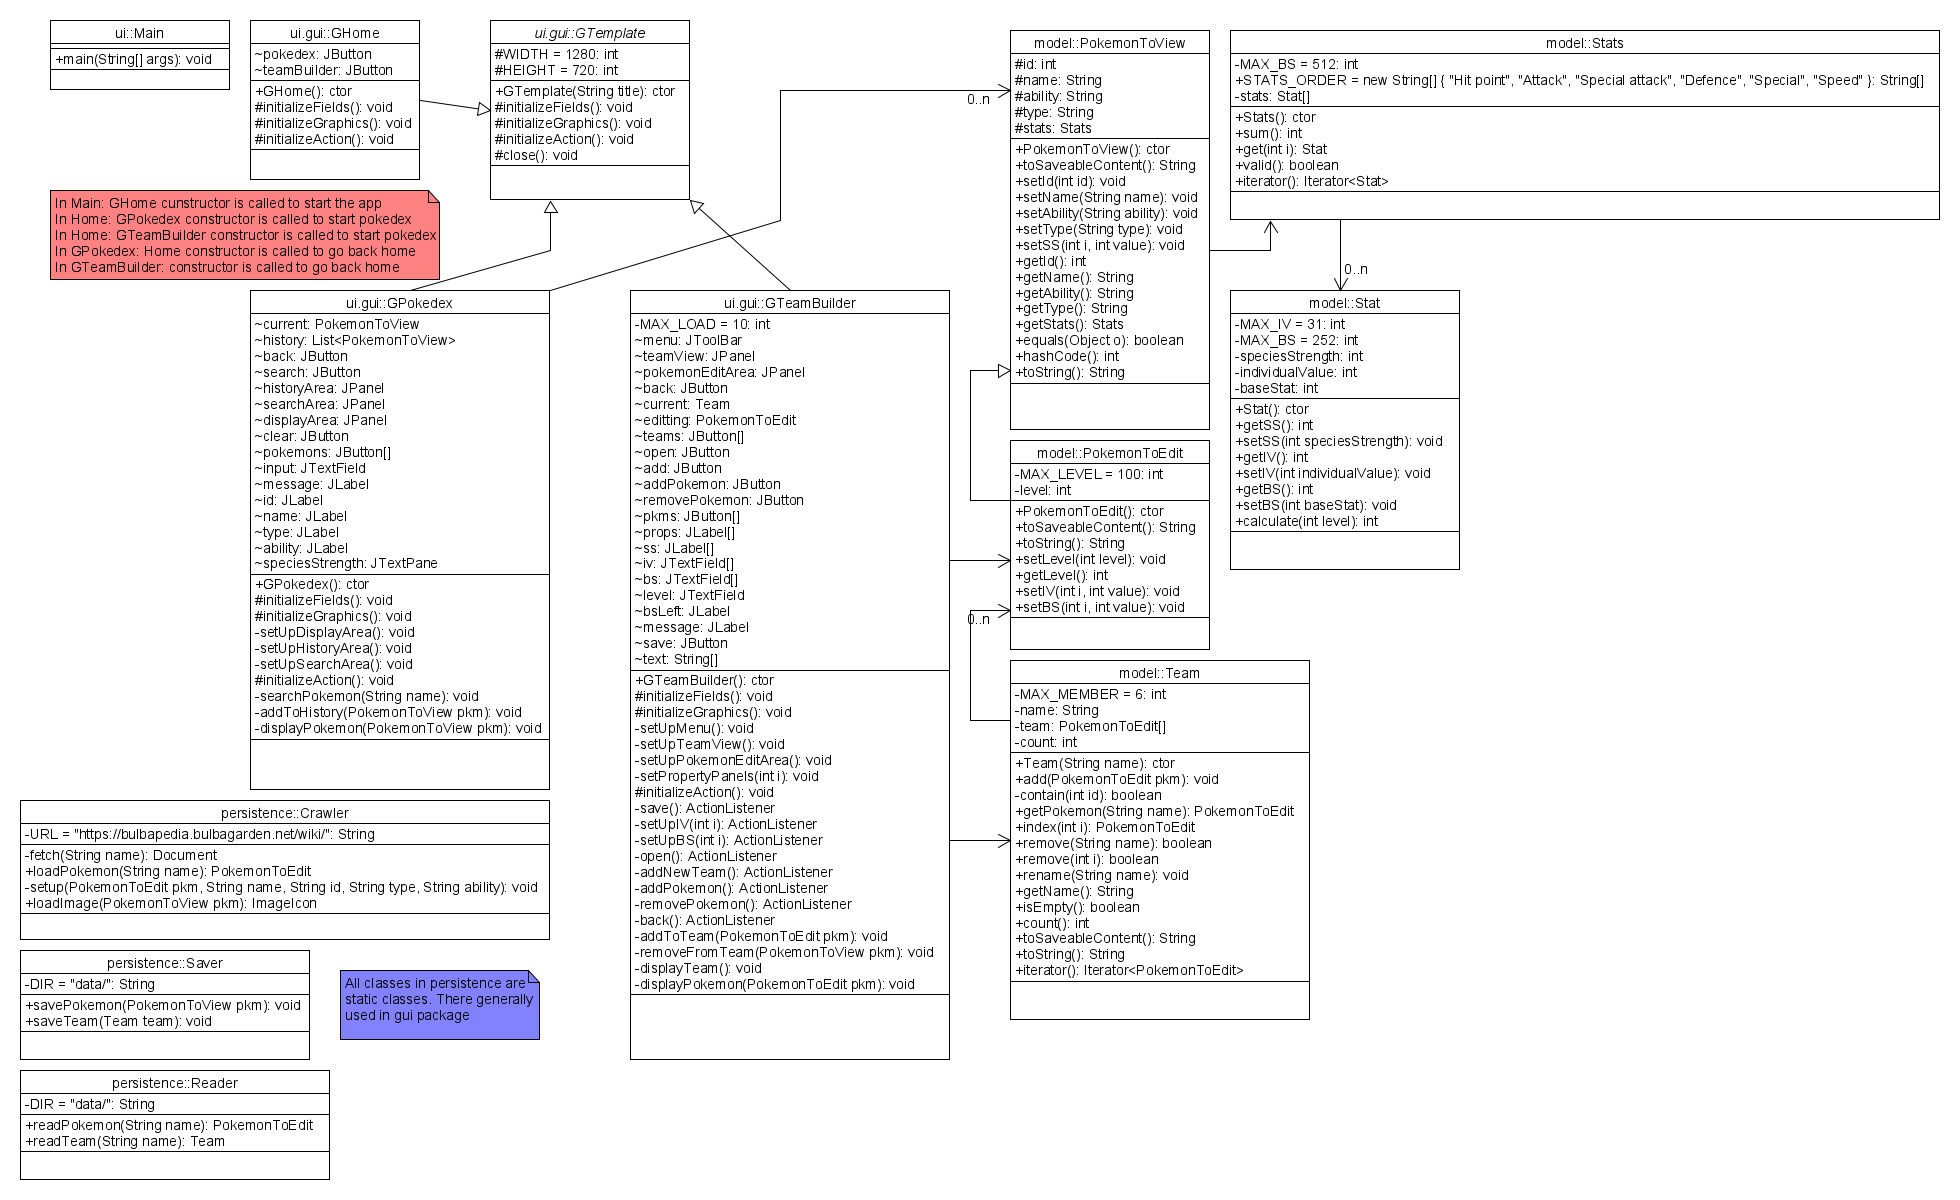 ui::Main
+main(String[] args): void
ui.gui::GHome
~pokedex: JButton
~teamBuilder: JButton
+GHome(): ctor
#initializeFields(): void
#initializeGraphics(): void
#initializeAction(): void
ui.gui::GTemplate
#WIDTH = 1280: int
#HEIGHT = 720: int
+GTemplate(String title): ctor
#initializeFields(): void
#initializeGraphics(): void
#initializeAction(): void
#close(): void
In Main: GHome cunstructor is called to start the app
In Home: GPokedex constructor is called to start pokedex
In Home: GTeamBuilder constructor is called to start pokedex
In GPokedex: Home constructor is called to go back home
In GTeamBuilder: constructor is called to go back home
0..n
model::PokemonToView
#id: int
#name: String
#ability: String
#type: String
#stats: Stats
+PokemonToView(): ctor
+toSaveableContent(): String
+setId(int id): void
+setName(String name): void
+setAbility(String ability): void
+setType(String type): void
+setSS(int i, int value): void
+getId(): int
+getName(): String
+getAbility(): String
+getType(): String
+getStats(): Stats
+equals(Object o): boolean
+hashCode(): int
+toString(): String
model::Stats
-MAX_BS = 512: int
+STATS_ORDER = new String[] { "Hit point", "Attack", "Special attack", "Defence", "Special", "Speed" }: String[]
-stats: Stat[]
+Stats(): ctor
+sum(): int
+get(int i): Stat
+valid(): boolean
+iterator(): Iterator<Stat>
0..n
model::Stat
-MAX_IV = 31: int
-MAX_BS = 252: int
-speciesStrength: int
-individualValue: int
-baseStat: int
+Stat(): ctor
+getSS(): int
+setSS(int speciesStrength): void
+getIV(): int
+setIV(int individualValue): void
+getBS(): int
+setBS(int baseStat): void
+calculate(int level): int
ui.gui::GPokedex
~current: PokemonToView
~history: List<PokemonToView>
~back: JButton
~search: JButton
~historyArea: JPanel
~searchArea: JPanel
~displayArea: JPanel
~clear: JButton
~pokemons: JButton[]
~input: JTextField
~message: JLabel
~id: JLabel
~name: JLabel
~type: JLabel
~ability: JLabel
~speciesStrength: JTextPane
+GPokedex(): ctor
#initializeFields(): void
#initializeGraphics(): void
-setUpDisplayArea(): void
-setUpHistoryArea(): void
-setUpSearchArea(): void
#initializeAction(): void
-searchPokemon(String name): void
-addToHistory(PokemonToView pkm): void
-displayPokemon(PokemonToView pkm): void
ui.gui::GTeamBuilder
-MAX_LOAD = 10: int
~menu: JToolBar
~teamView: JPanel
~pokemonEditArea: JPanel
~back: JButton
~current: Team
~editting: PokemonToEdit
~teams: JButton[]
~open: JButton
~add: JButton
~addPokemon: JButton
~removePokemon: JButton
~pkms: JButton[]
~props: JLabel[]
~ss: JLabel[]
~iv: JTextField[]
~bs: JTextField[]
~level: JTextField
~bsLeft: JLabel
~message: JLabel
~save: JButton
~text: String[]
+GTeamBuilder(): ctor
#initializeFields(): void
#initializeGraphics(): void
-setUpMenu(): void
-setUpTeamView(): void
-setUpPokemonEditArea(): void
-setPropertyPanels(int i): void
#initializeAction(): void
-save(): ActionListener
-setUpIV(int i): ActionListener
-setUpBS(int i): ActionListener
-open(): ActionListener
-addNewTeam(): ActionListener
-addPokemon(): ActionListener
-removePokemon(): ActionListener
-back(): ActionListener
-addToTeam(PokemonToEdit pkm): void
-removeFromTeam(PokemonToView pkm): void
-displayTeam(): void
-displayPokemon(PokemonToEdit pkm): void
model::PokemonToEdit
-MAX_LEVEL = 100: int
-level: int
+PokemonToEdit(): ctor
+toSaveableContent(): String
+toString(): String
+setLevel(int level): void
+getLevel(): int
+setIV(int i, int value): void
+setBS(int i, int value): void
0..n
model::Team
-MAX_MEMBER = 6: int
-name: String
-team: PokemonToEdit[]
-count: int
+Team(String name): ctor
+add(PokemonToEdit pkm): void
-contain(int id): boolean
+getPokemon(String name): PokemonToEdit
+index(int i): PokemonToEdit
+remove(String name): boolean
+remove(int i): boolean
+rename(String name): void
+getName(): String
+isEmpty(): boolean
+count(): int
+toSaveableContent(): String
+toString(): String
+iterator(): Iterator<PokemonToEdit>
persistence::Crawler
-URL = "https://bulbapedia.bulbagarden.net/wiki/": String
-fetch(String name): Document
+loadPokemon(String name): PokemonToEdit
-setup(PokemonToEdit pkm, String name, String id, String type, String ability): void
+loadImage(PokemonToView pkm): ImageIcon
persistence::Saver
-DIR = "data/": String
+savePokemon(PokemonToView pkm): void
+saveTeam(Team team): void
All classes in persistence are
static classes. There generally
used in gui package
persistence::Reader
-DIR = "data/": String
+readPokemon(String name): PokemonToEdit
+readTeam(String name): Team